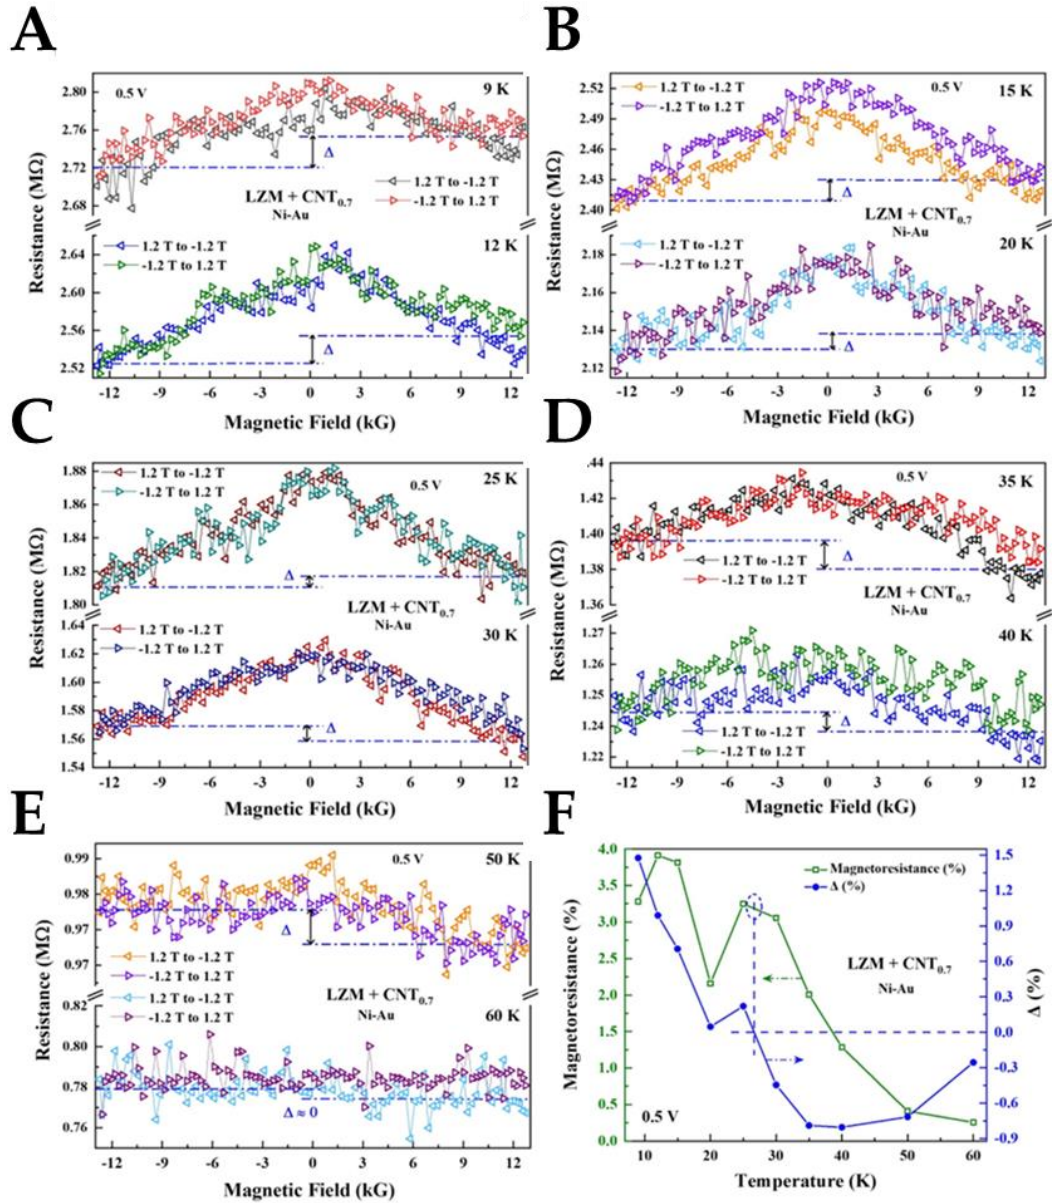 A
2.80
2.76
2.72
2.68
2.64
2.60
2.56
2.52
Resistance (MΩ)
0.5 V
9 K
Δ
1.2 T to -1.2 T
-1.2 T to 1.2 T
LZM + CNT0.7
Ni-Au
1.2 T to -1.2 T
-1.2 T to 1.2 T
12 K
Δ
-12 -9 -6 -3 0 3 6 9 12
Magnetic Field (kG)
B
2.52
2.49
2.46
2.43
2.40
2.18
2.16
2.14
2.12
Resistance (MΩ)
1.2 T to -1.2 T
-1.2 T to 1.2 T
0.5 V
15 K
Δ
LZM + CNT0.7
Ni-Au
1.2 T to -1.2 T
-1.2 T to 1.2 T
20 K
Δ
-12 -9 -6 -3 0 3 6 9 12
Magnetic Field (kG)
C
1.88
1.86
1.84
1.82
1.80
1.64
1.62
1.60
1.58
1.56
1.54
Resistance (MΩ)
1.2 T to -1.2 T
-1.2 T to 1.2 T
0.5 V
25 K
Δ
LZM + CNT0.7
Ni-Au
1.2 T to -1.2 T
-1.2 T to 1.2 T
30 K
Δ
-12 -9 -6 -3 0 3 6 9 12
Magnetic Field (kG)
D
.44
1.42
1.40
1.38
1.36
1.27
1.26
1.25
1.24
1.22
Resistance (MΩ)
0.5 V
35 K
Δ
1.2 T to -1.2 T
-1.2 T to 1.2 T
LZM + CNT0.7
Ni-Au
40 K
Δ
1.2 T to -1.2 T
-1.2 T to 1.2 T
-12 -9 -6 -3 0 3 6 9 12
Magnetic Field (kG)
E
0.99
0.98
0.97
0.97
0.82
0.80
0.78
0.76
Resistance (MΩ)
0.5 V
50 K
Δ
1.2 T to -1.2 T
-1.2 T to 1.2 T
1.2 T to -1.2 T
-1.2 T to 1.2 T
LZM + CNT0.7
Ni-Au
60 K
Δ ≈ 0
-12 -9 -6 -3 0 3 6 9 12
Magnetic Field (kG)
F
4.0
3.5
3.0
2.5
2.0
1.5
1.0
0.5
0.0
Magnetoresistance (%)
Magnetoresistance (%)
Δ (%)
LZM + CNT0.7
Ni-Au
0.5 V
1.5
1.2
0.9
0.6
0.3
0.0
-0.3
-0.6
-0.9
Δ (%)
10 20 30 40 50 60
Temperature (K)